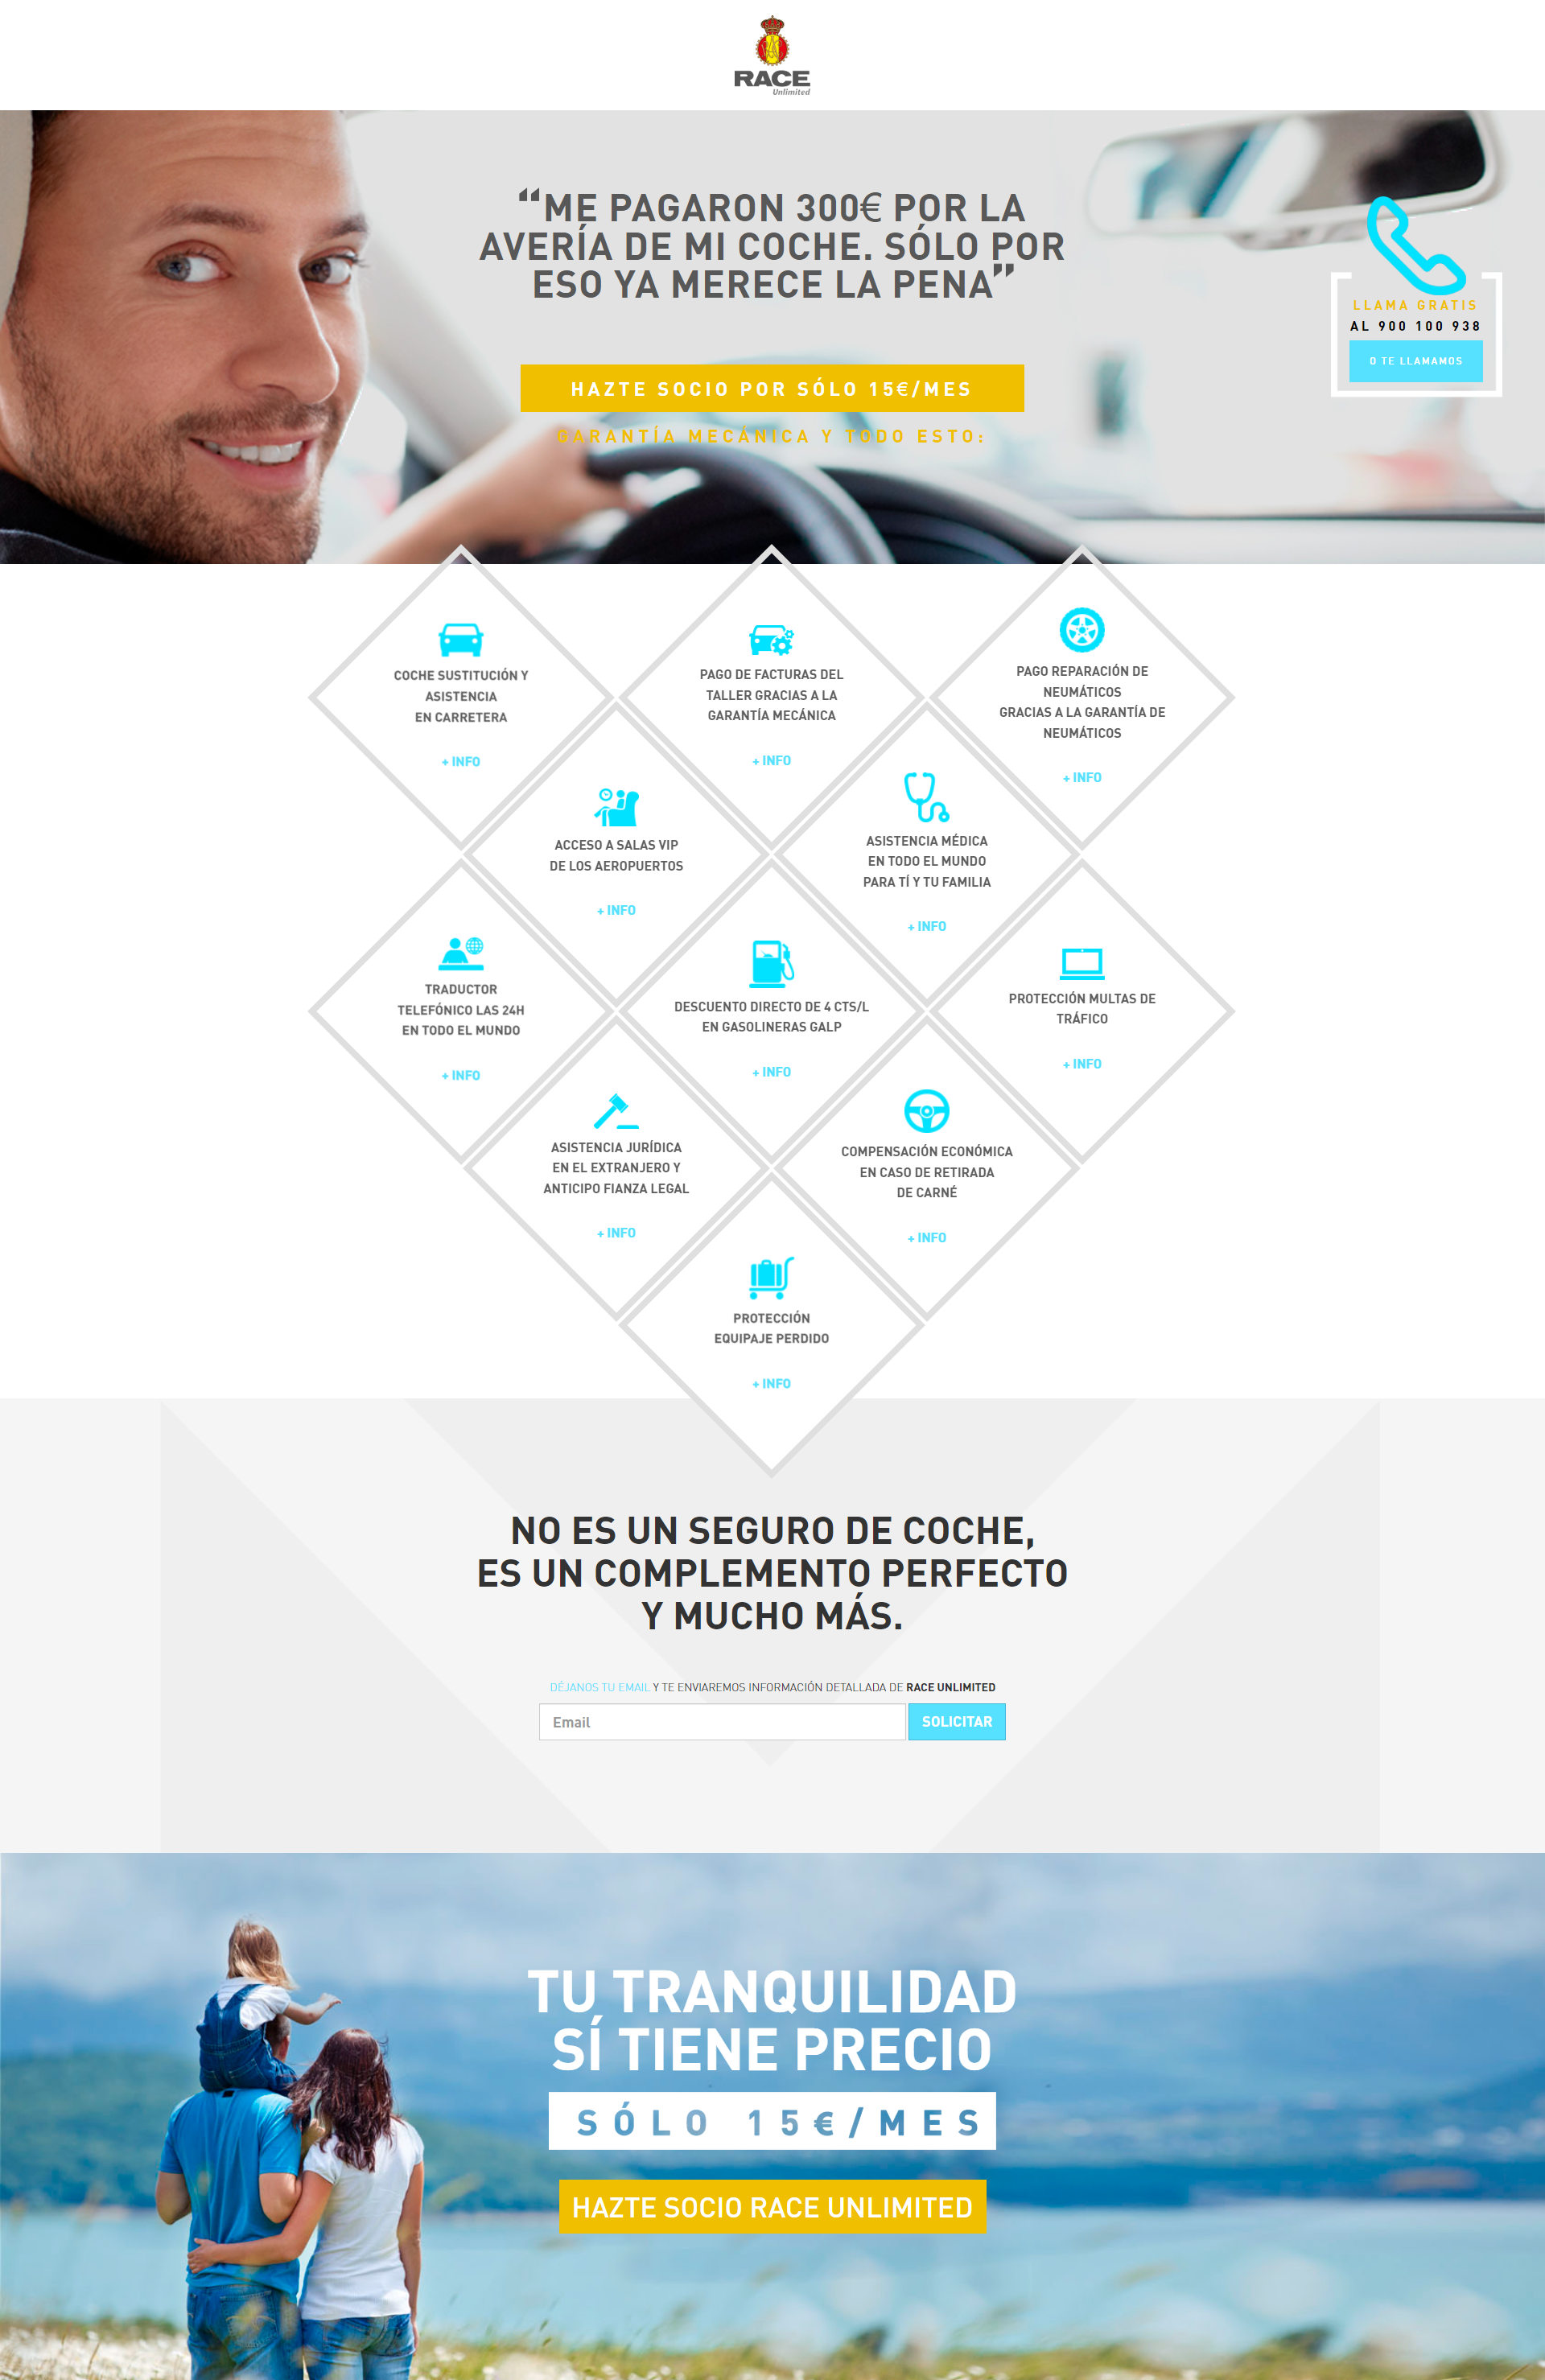 RACE
Unlimited
“ME PAGARON 300€ POR LA
AVERÍA DE MI COCHE. SÓLO POR
ESO YA MERECE LA PENA”
HAZTE SOCIO POR SÓLO 15€/MES
GARANTÍA MECÁNICA Y TODO ESTO:
LLAMA GRATIS
AL 900 100 938
O TE LLAMAMOS
COCHE SUSTITUCIÓN Y
ASISTENCIA
EN CARRETERA
+ INFO
PAGO DE FACTURAS DEL
TALLER GRACIAS A LA
GARANTÍA MECÁNICA
+ INFO
PAGO REPARACIÓN DE
NEUMÁTICOS
GRACIAS A LA GARANTÍA DE
NEUMÁTICOS
+ INFO
ACCESO A SALAS VIP
DE LOS AEROPUERTOS
+ INFO
ASISTENCIA MÉDICA
EN TODO EL MUNDO
PARA TÍ Y TU FAMILIA
+ INFO
TRADUCTOR
TELEFÓNICO LAS 24H
EN TODO EL MUNDO
+ INFO
DESCUENTO DIRECTO DE 4 CTS/L
EN GASOLINERAS GALP
+ INFO
PROTECCIÓN MULTAS DE
TRÁFICO
+ INFO
ASISTENCIA JURÍDICA
EN EL EXTRANJERO Y
ANTICIPO FIANZA LEGAL
+ INFO
COMPENSACIÓN ECONÓMICA
EN CASO DE RETIRADA
DE CARNÉ
+ INFO
PROTECCIÓN
EQUIPAJE PERDIDO
+ INFO
NO ES UN SEGURO DE COCHE,
ES UN COMPLEMENTO PERFECTO
Y MUCHO MÁS.
DÉJANOS TU EMAIL Y TE ENVIAREMOS INFORMACIÓN DETALLADA DE RACE UNLIMITED
Email
SOLICITAR
TU TRANQUILIDAD
SÍ TIENE PRECIO
SÓLO 15€/MES
HAZTE SOCIO RACE UNLIMITED